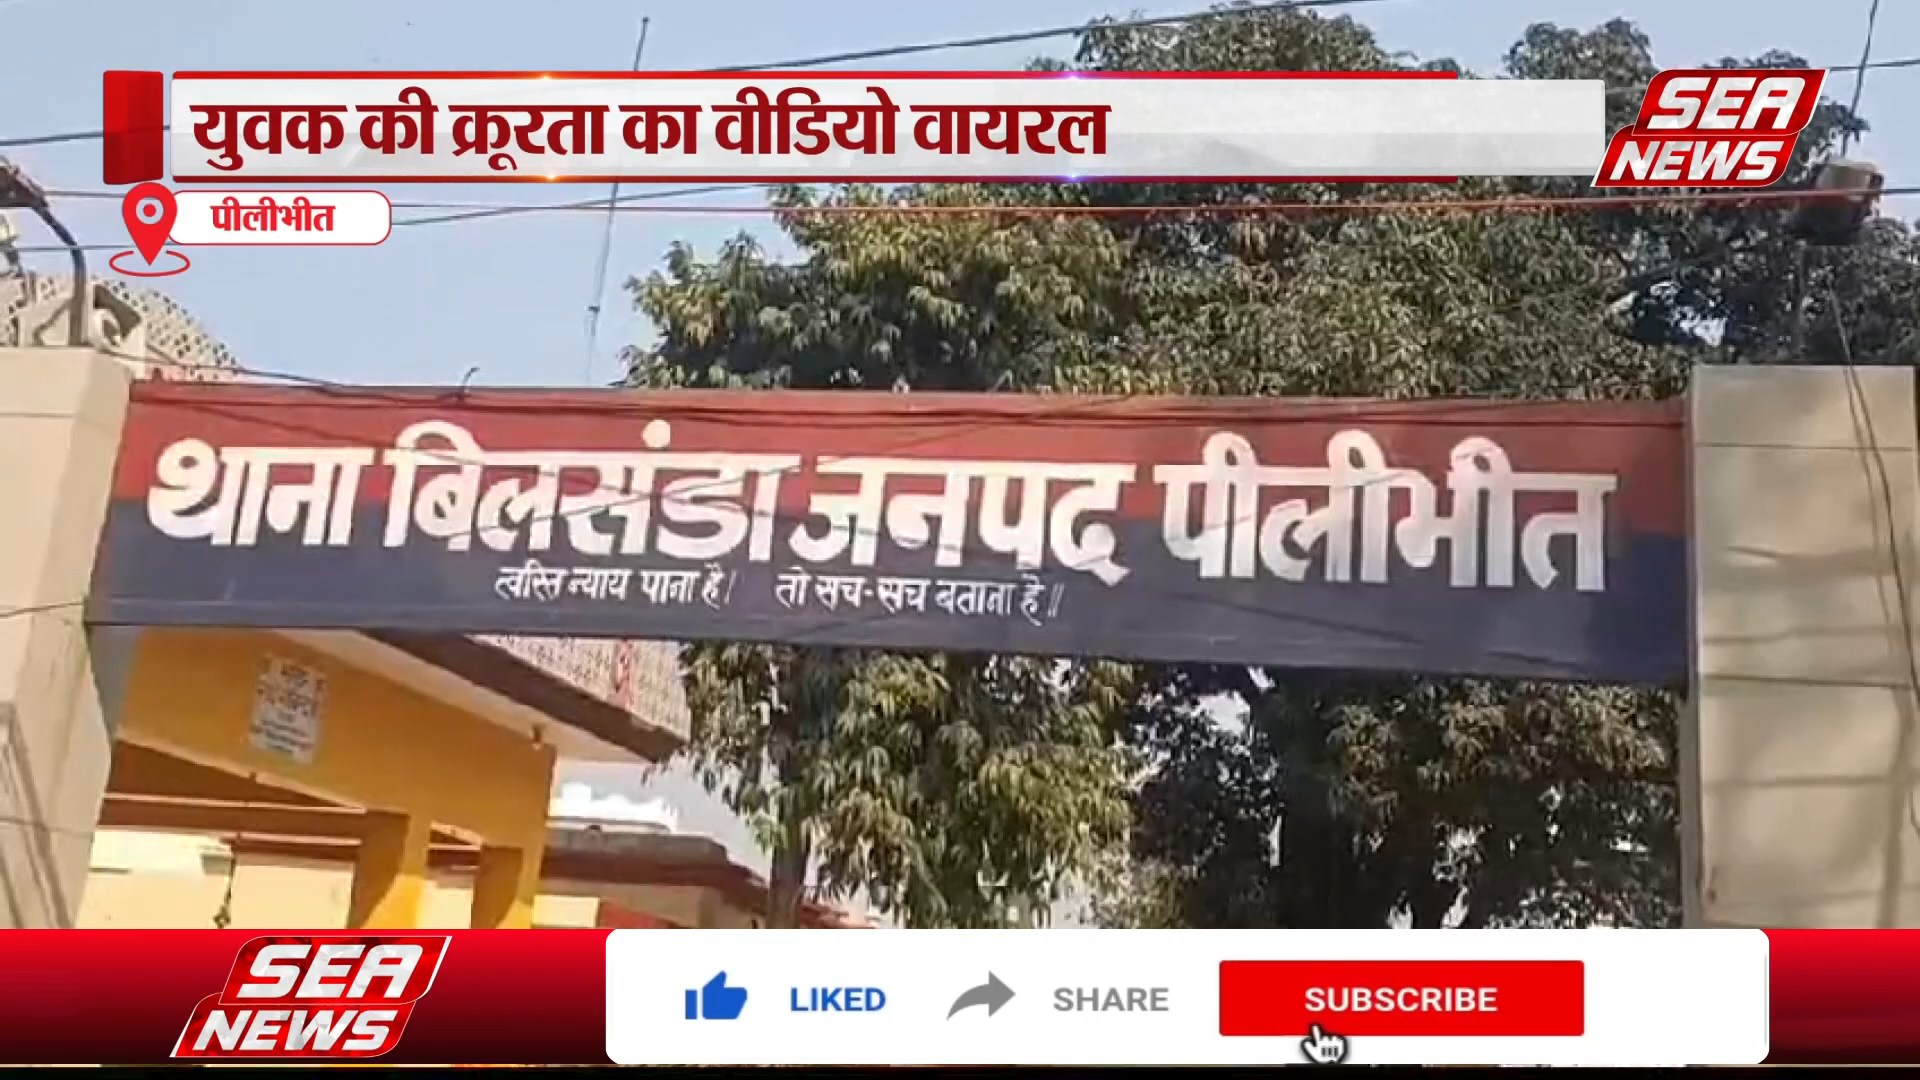 युवक की क्रूरता का वीडियो वायरल
SEA NEWS
पीलीभीत
थाना बिलसंडा जनपद पीलीभीत
त्वरित न्याय पाना है। तो सच-सच बताना है॥
SEA NEWS
LIKED
SHARE
SUBSCRIBE